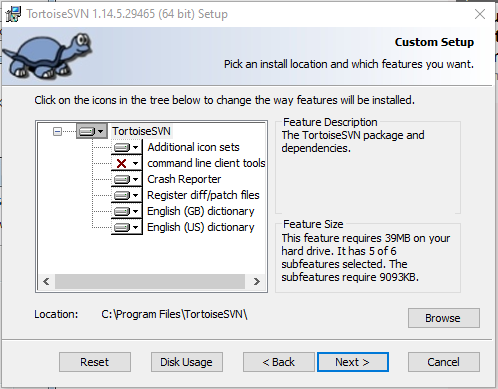 TortoiseSVN 1.14.5.29465 (64 bit) Setup
Custom Setup
Pick an install location and which features you want.
Click on the icons in the tree below to change the way features will be installed.
TortoiseSVN
Additional icon sets
command line client tools
Crash Reporter
Register diff/patch files
English (GB) dictionary
English (US) dictionary
Feature Description
The TortoiseSVN package and
dependencies.
Feature Size
This feature requires 39MB on your
hard drive. It has 5 of 6
subfeatures selected. The
subfeatures require 9093KB.
Location: C:\Program Files\TortoiseSVN\
Browse
Reset Disk Usage < Back Next > Cancel